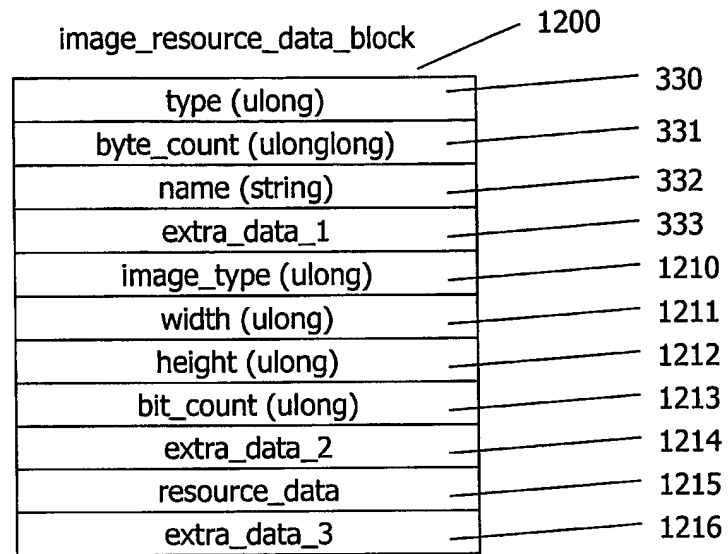 image_resource_data_block 1200
type (ulong) 330
byte_count (ulonglong) 331
name (string) 332
extra_data_1 333
image_type (ulong) 1210
width (ulong) 1211
height (ulong) 1212
bit_count (ulong) 1213
extra_data_2 1214
resource_data 1215
extra_data_3 1216